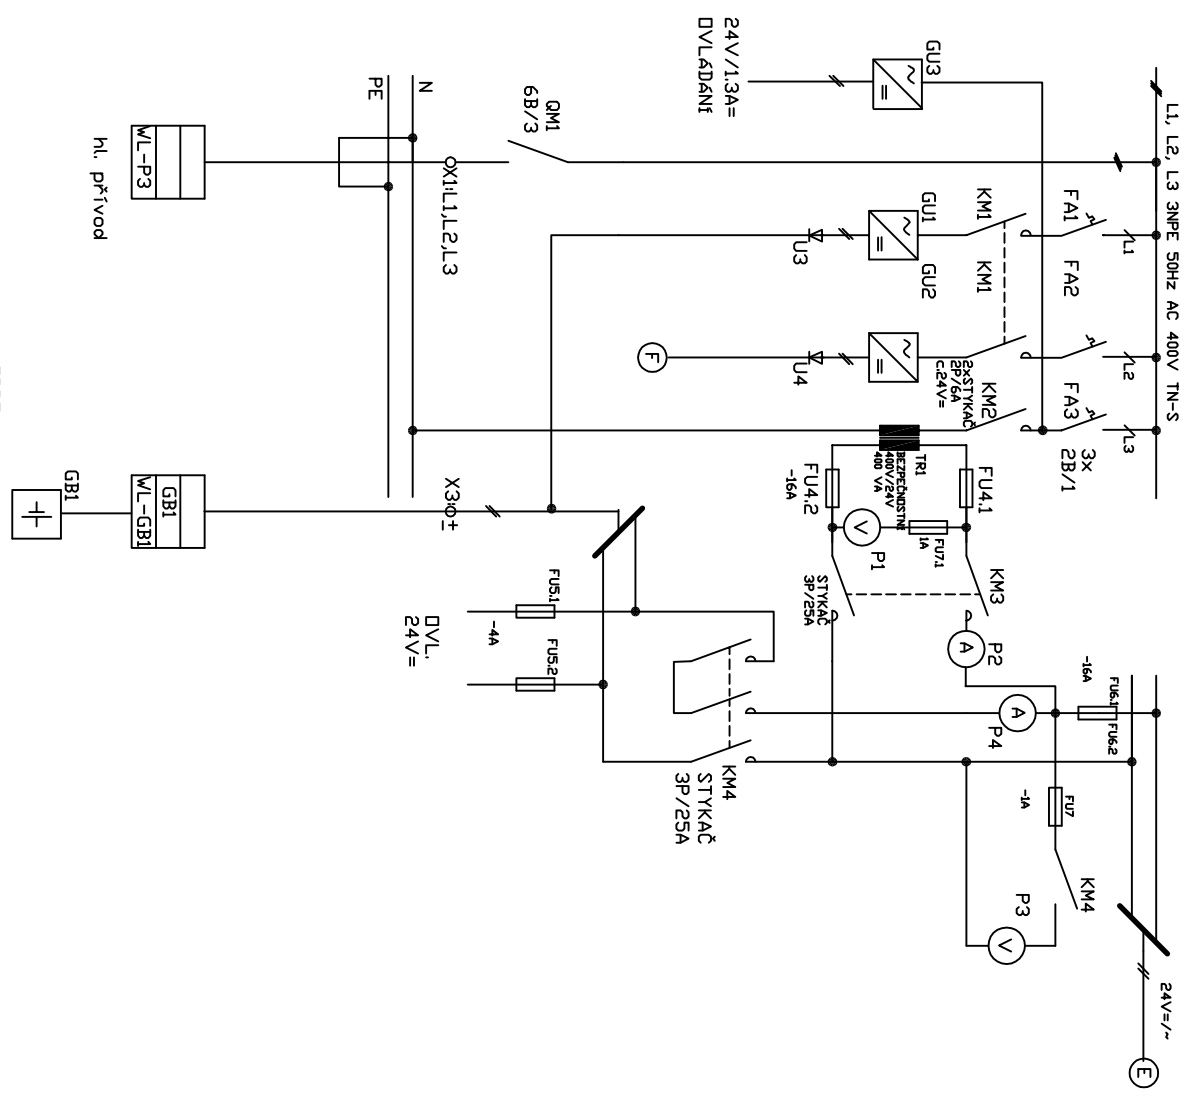 L1, L2, L3 3NPE 50Hz AC 400V TN-S
GU3
24V/1.3A=
OVLÁDÁNÍ
N
PE
QM1
6B/3
X1:L1,L2,L3
WL-P3
hl. přívod
L1
FA1
KM1
GU1
U3
FA2
KM1
GU2
L2
U4
F
L3
FA3
3x
2B/1
KM2
2xSTYKAČ
2P/6A
C.24V=
TR1
BEZPEČNOSTNÍ
400V/24V
400 VA
FU4.1
FU4.2
-16A
V
P1
FU7.1
1A
KM3
STYKAČ
3P/25A
A
P2
X3:±
GB1
WL-GB1
GB1
FU5.1
-4A
FU5.2
OVL.
24V=
A
P4
FU6.1
FU6.2
-16A
KM4
STYKAČ
3P/25A
FU7
-1A
KM4
P3
V
24V=/~
E